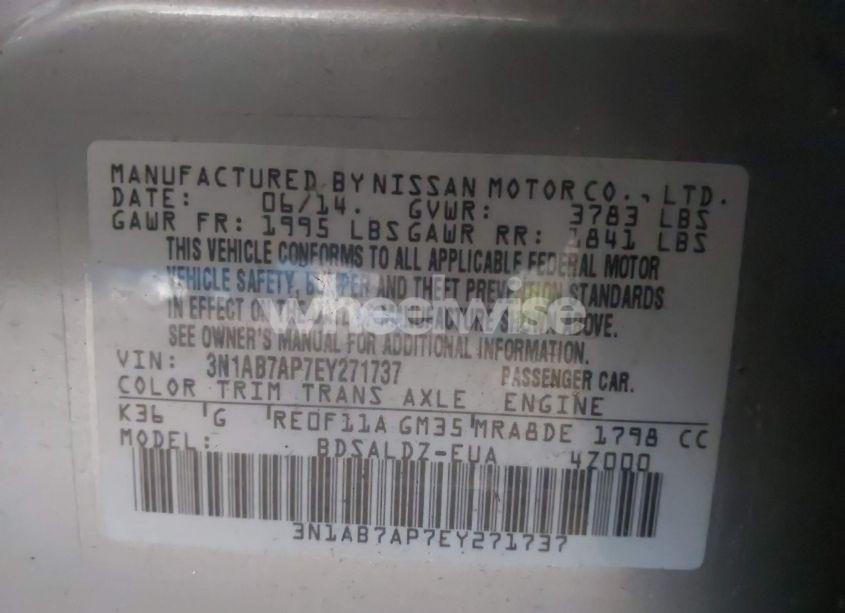 MANUFACTURED BY NISSAN MOTOR CO., LTD.
DATE: 06/14. GVWR: 3783 LBS
GAWR FR: 1995 LBS GAWR RR: 1841 LBS
THIS VEHICLE CONFORMS TO ALL APPLICABLE FEDERAL MOTOR
VEHICLE SAFETY, BUMPER AND THEFT PREVENTION STANDARDS
IN EFFECT ON ABOVE.
wheelwise
SEE OWNER'S MANUAL FOR ADDITIONAL INFORMATION.
VIN: 3N1AB7AP7EY271737 PASSENGER CAR.
COLOR TRIM TRANS AXLE ENGINE
K36 G RE0F11A GM35 MRA8DE 1798 CC
MODEL: BDSALDZ-EUA 4Z000
3N1AB7AP7EY271737